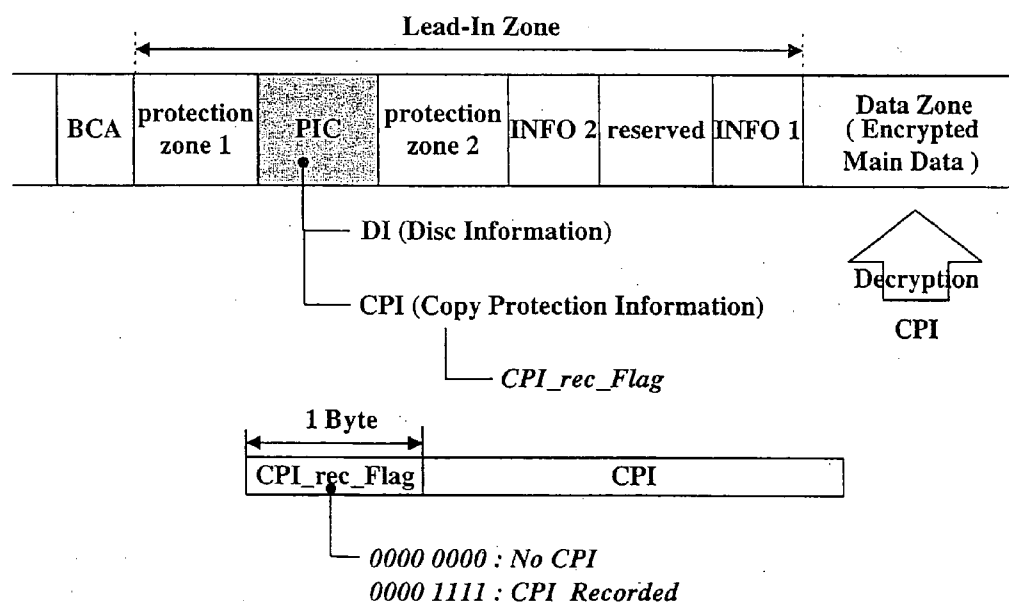 Lead-In Zone
BCA
protection
zone 1
PIC
protection
zone 2
INFO 2
reserved
INFO 1
Data Zone
( Encrypted
Main Data )
DI (Disc Information)
CPI (Copy Protection Information)
CPI_rec_Flag
Decryption
CPI
1 Byte
CPI_rec_Flag
CPI
0000 0000 : No CPI
0000 1111 : CPI Recorded